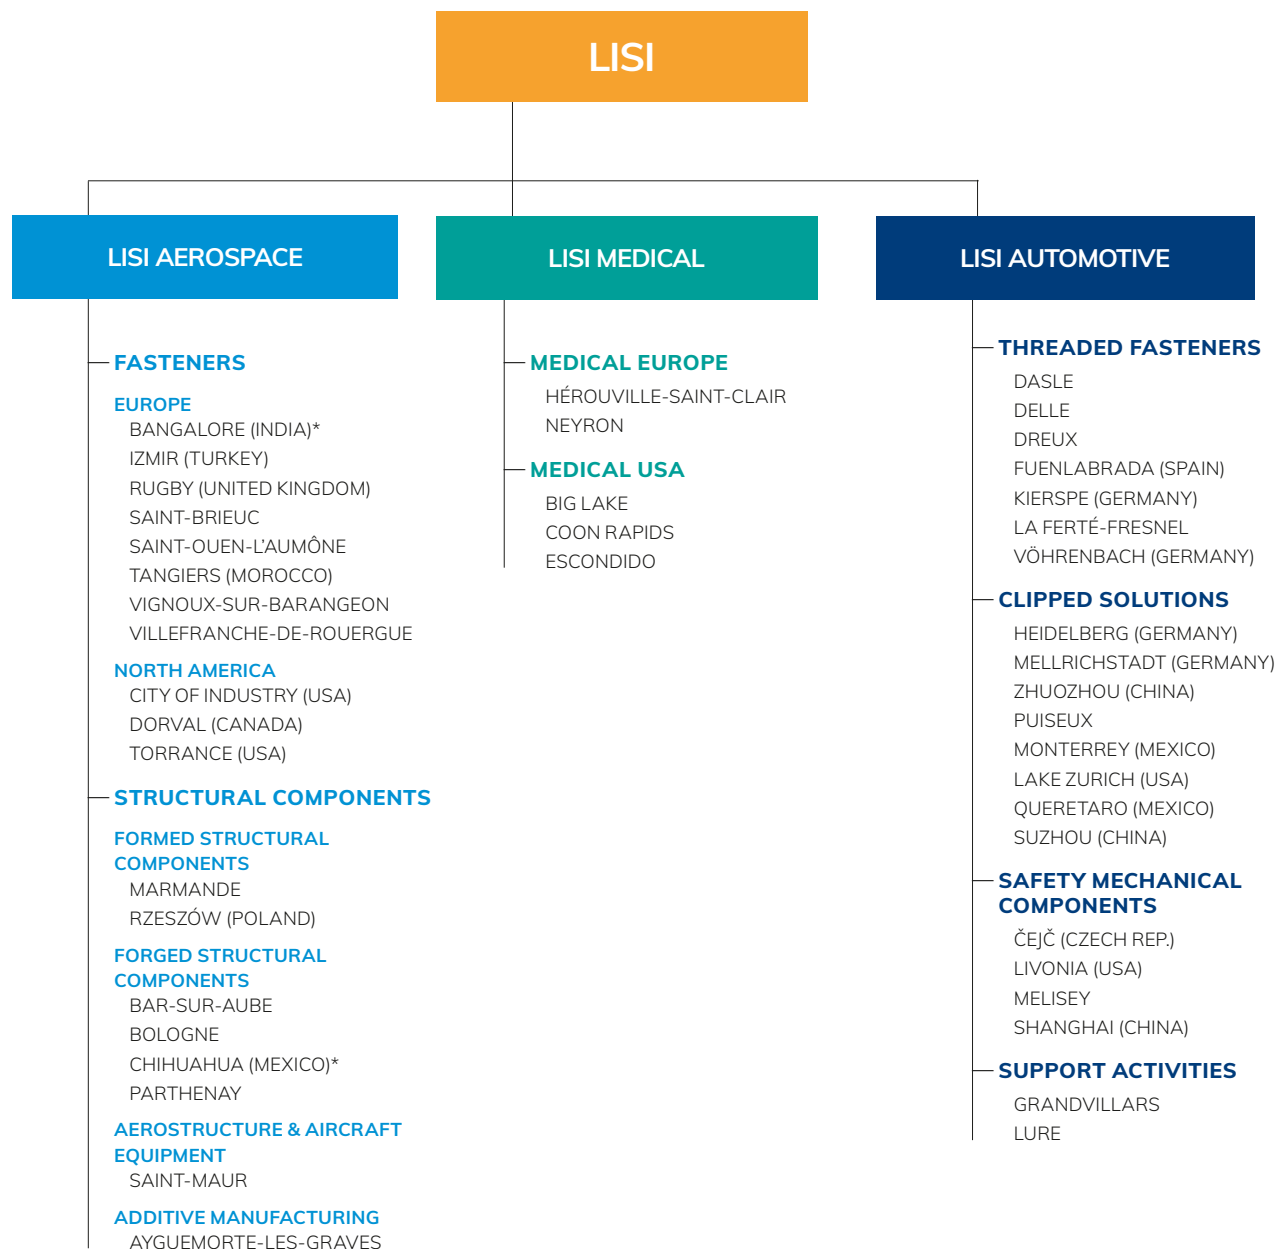 LISI
LISI AEROSPACE
FASTENERS
EUROPE
BANGALORE (INDIA)*
IZMIR (TURKEY)
RUGBY (UNITED KINGDOM)
SAINT-BRIEUC
SAINT-OUEN-L’AUMÔNE
TANGIERS (MOROCCO)
VIGNOUX-SUR-BARANGEON
VILLEFRANCHE-DE-ROUERGUE
NORTH AMERICA
CITY OF INDUSTRY (USA)
DORVAL (CANADA)
TORRANCE (USA)
STRUCTURAL COMPONENTS
FORMED STRUCTURAL
COMPONENTS
MARMANDE
RZESZÓW (POLAND)
FORGED STRUCTURAL
COMPONENTS
BAR-SUR-AUBE
BOLOGNE
CHIHUAHUA (MEXICO)*
PARTHENAY
AEROSTRUCTURE & AIRCRAFT
EQUIPMENT
SAINT-MAUR
ADDITIVE MANUFACTURING
AYGUEMORTE-LES-GRAVES
LISI MEDICAL
MEDICAL EUROPE
HÉROUVILLE-SAINT-CLAIR
NEYRON
MEDICAL USA
BIG LAKE
COON RAPIDS
ESCONDIDO
LISI AUTOMOTIVE
THREADED FASTENERS
DASLE
DELLE
DREUX
FUENLABRADA (SPAIN)
KIERSPE (GERMANY)
LA FERTÉ-FRESNEL
VÖHRENBACH (GERMANY)
CLIPPED SOLUTIONS
HEIDELBERG (GERMANY)
MELLRICHSTADT (GERMANY)
ZHUOZHOU (CHINA)
PUISEUX
MONTERREY (MEXICO)
LAKE ZURICH (USA)
QUERETARO (MEXICO)
SUZHOU (CHINA)
SAFETY MECHANICAL
COMPONENTS
ČEJČ (CZECH REP.)
LIVONIA (USA)
MELISEY
SHANGHAI (CHINA)
SUPPORT ACTIVITIES
GRANDVILLARS
LURE